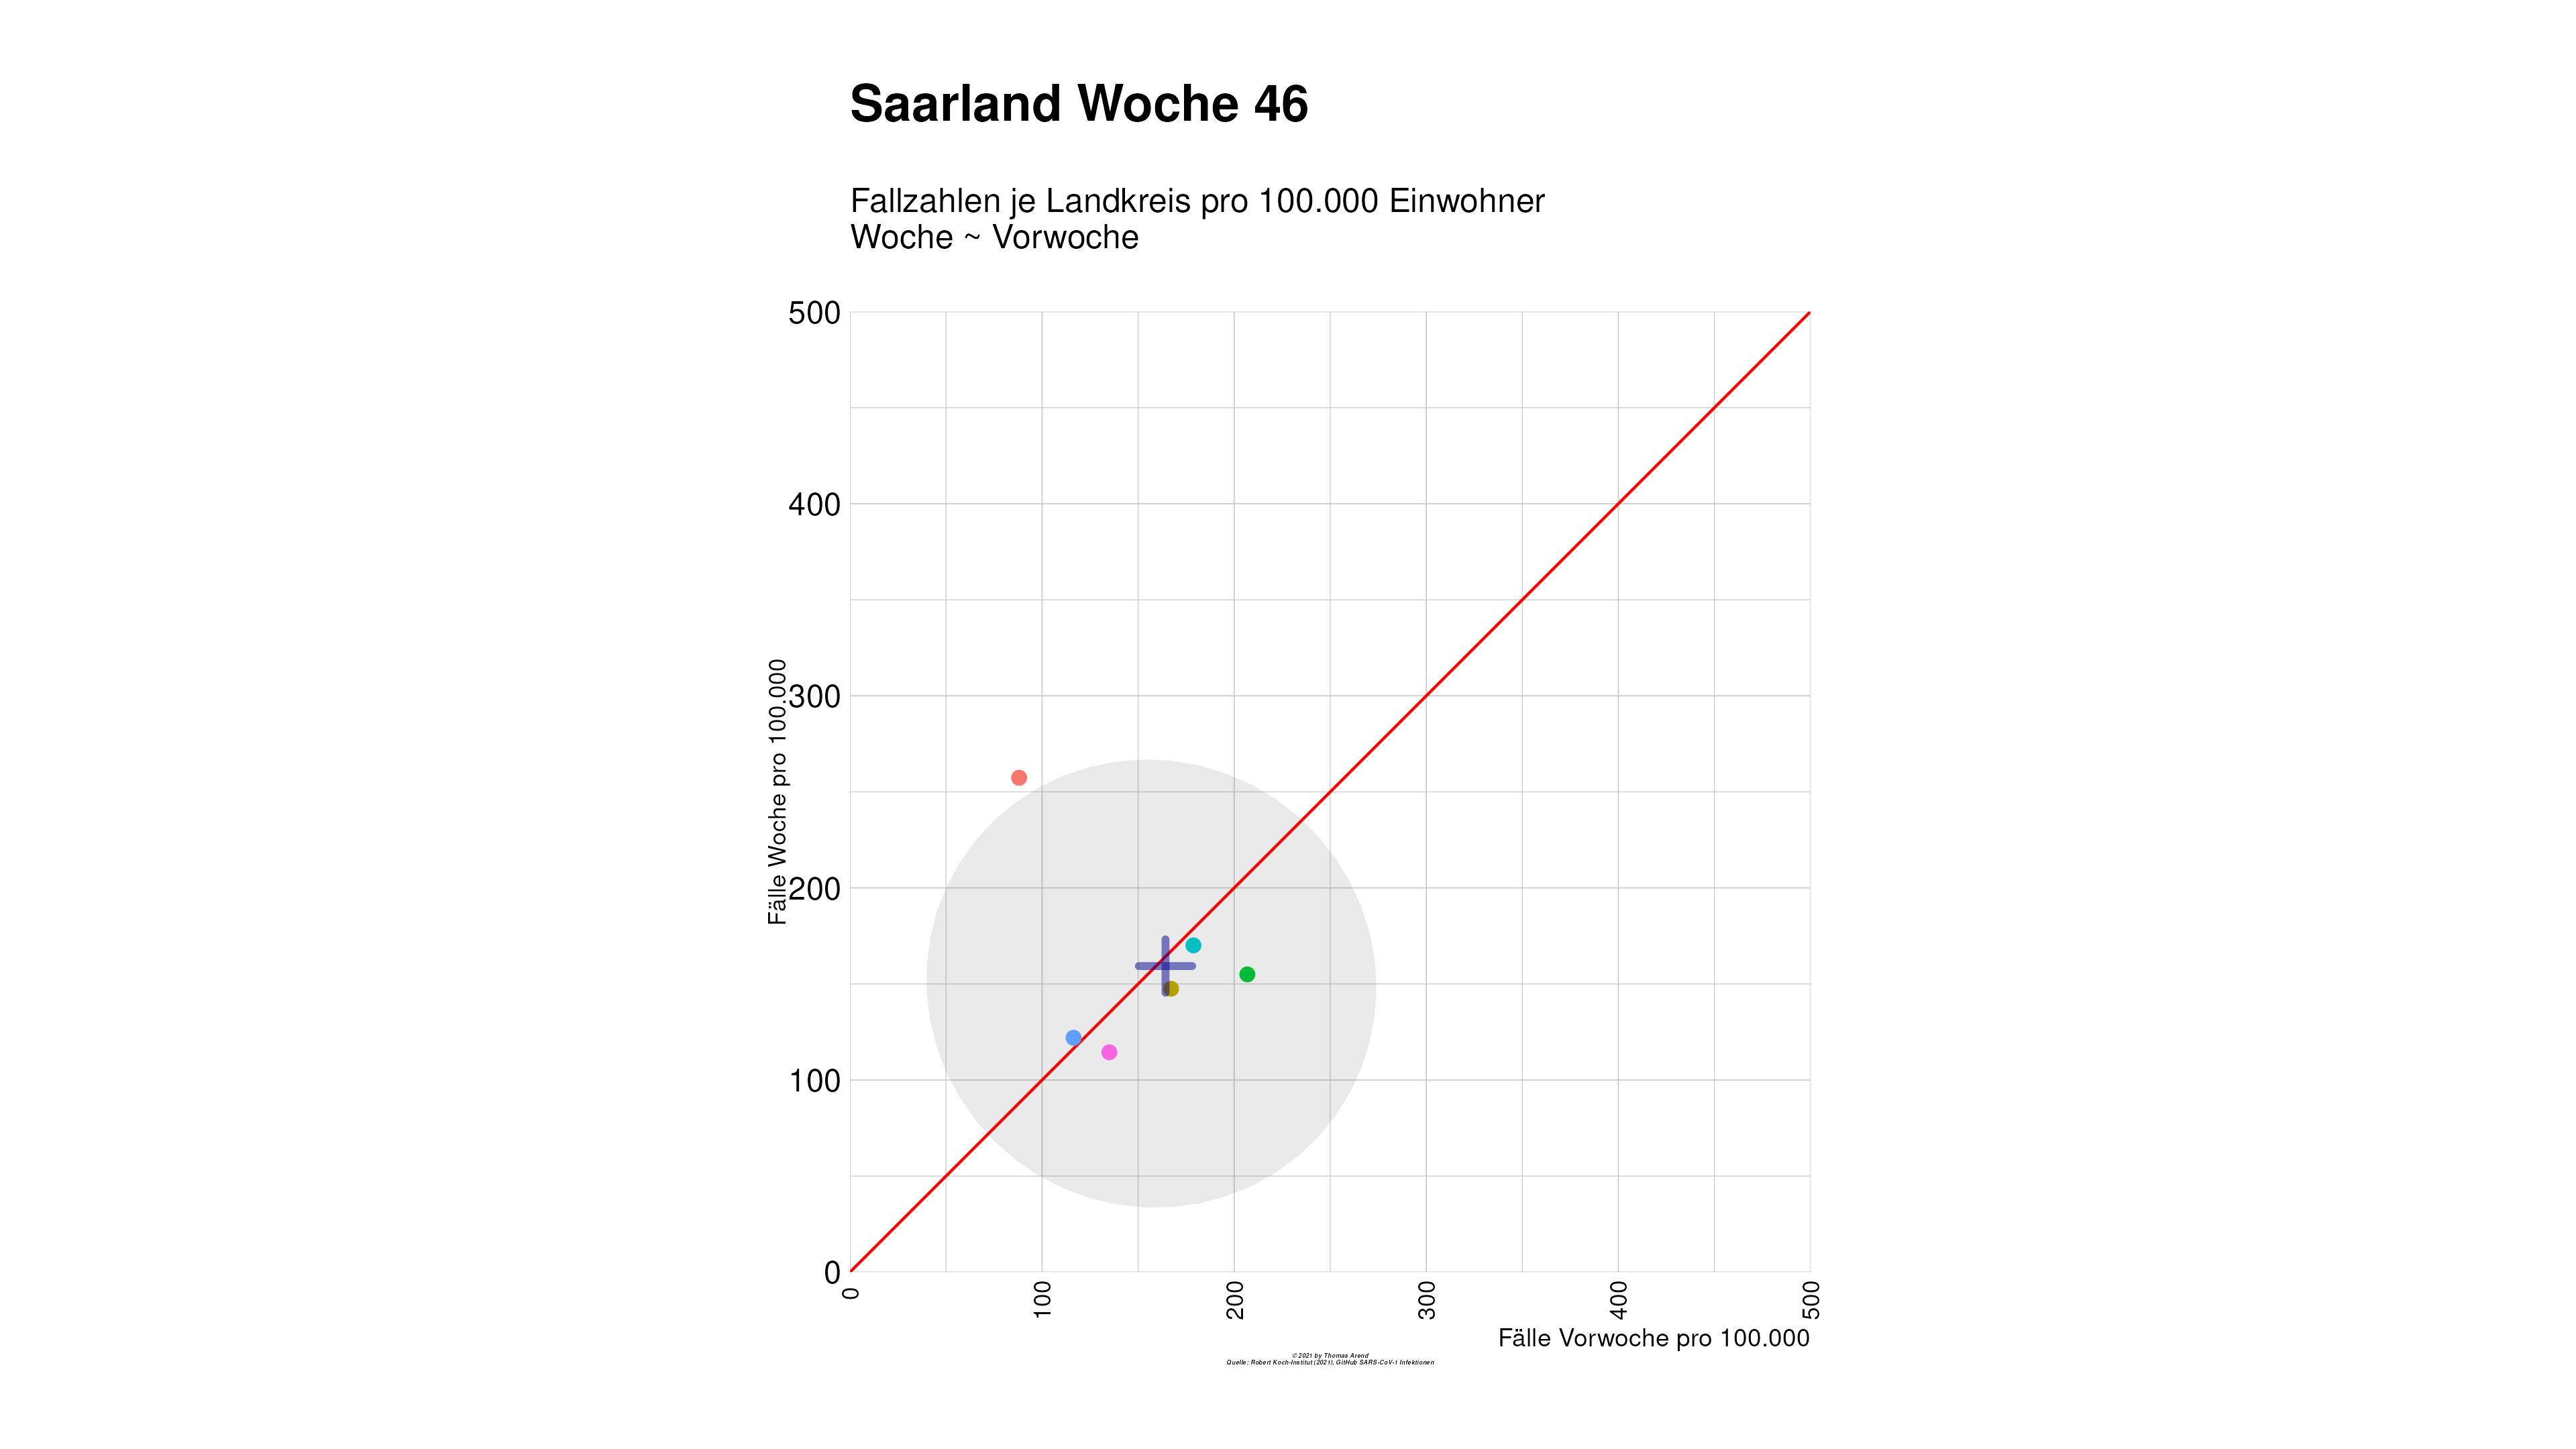 Saarland Woche 46
Fallzahlen je Landkreis pro 100.000 Einwohner
Woche ~ Vorwoche
500
400
300
200
100
0
Fälle Woche pro 100.000
0
100
200
300
400
500
Fälle Vorwoche pro 100.000
© 2021 by Thomas Arend
Quelle: Robert Koch-Institut (2021), GitHub SARS-CoV-1 Infektionen